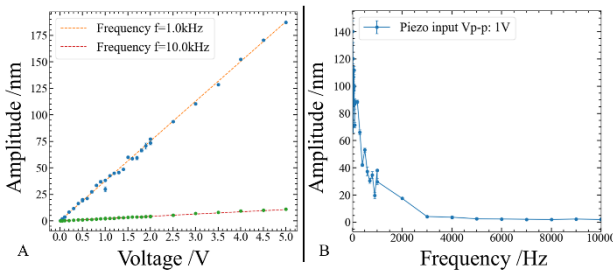 Frequency f=1.0kHz
Frequency f=10.0kHz
Amplitude /nm
175
150
125
100
75
50
25
0
0.0 0.5 1.0 1.5 2.0 2.5 3.0 3.5 4.0 4.5 5.0
A
Voltage /V
Piezo input Vp-p: 1V
Amplitude /nm
140
120
100
80
60
40
20
0
0 2000 4000 6000 8000 10000
B
Frequency /Hz